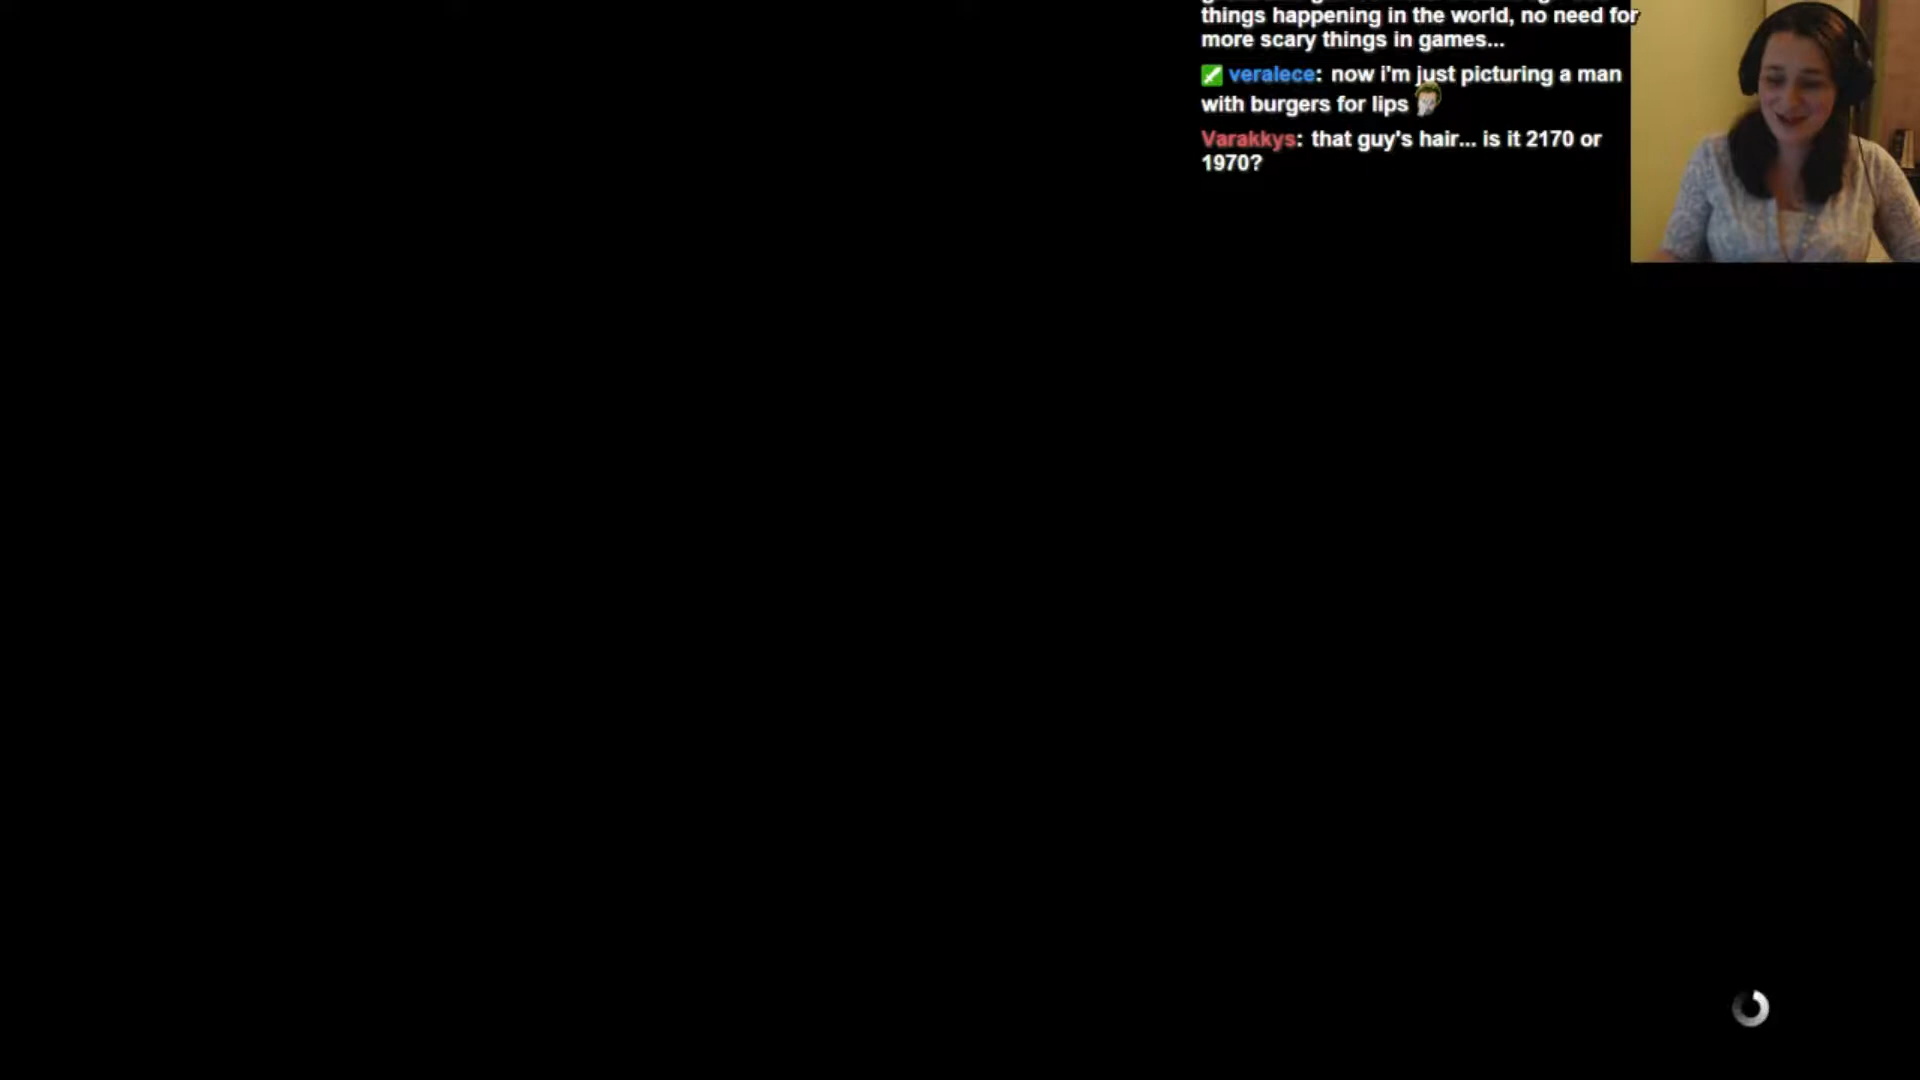 things happening in the world, no need for
more scary things in games...
veralece: now i'm just picturing a man
with burgers for lips
Varakkys: that guy's hair... is it 2170 or
1970?